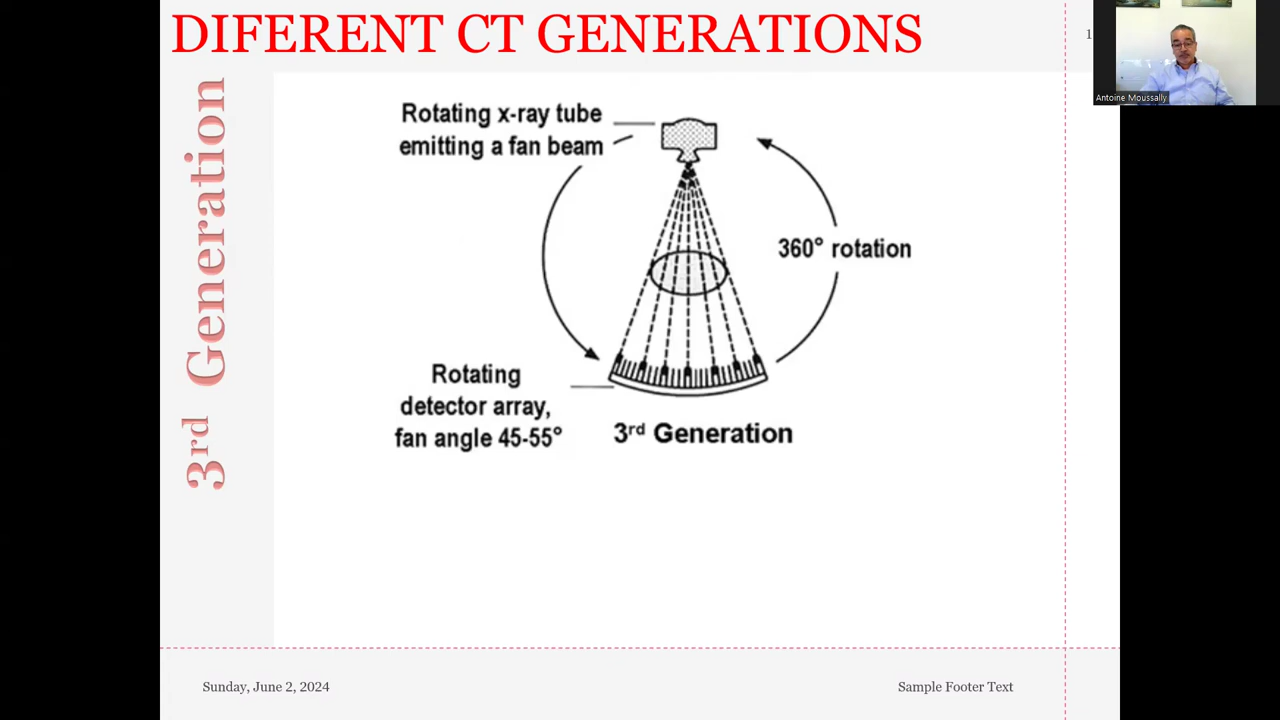 DIFERENT CT GENERATIONS
1
Antoine Moussally
3rd Generation
Rotating x-ray tube
emitting a fan beam
360° rotation
Rotating
detector array,
fan angle 45-55°
3rd Generation
Sunday, June 2, 2024
Sample Footer Text